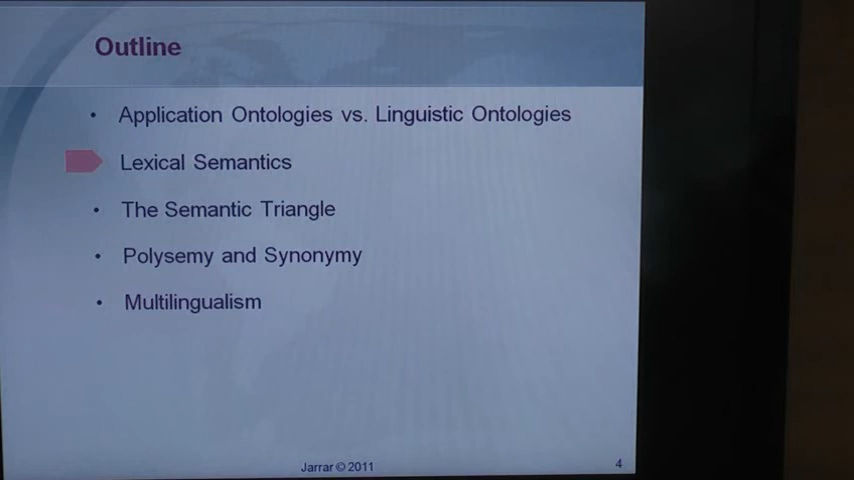 Outline
• Application Ontologies vs. Linguistic Ontologies
Lexical Semantics
• The Semantic Triangle
• Polysemy and Synonymy
• Multilingualism
Jarrar © 2011
4